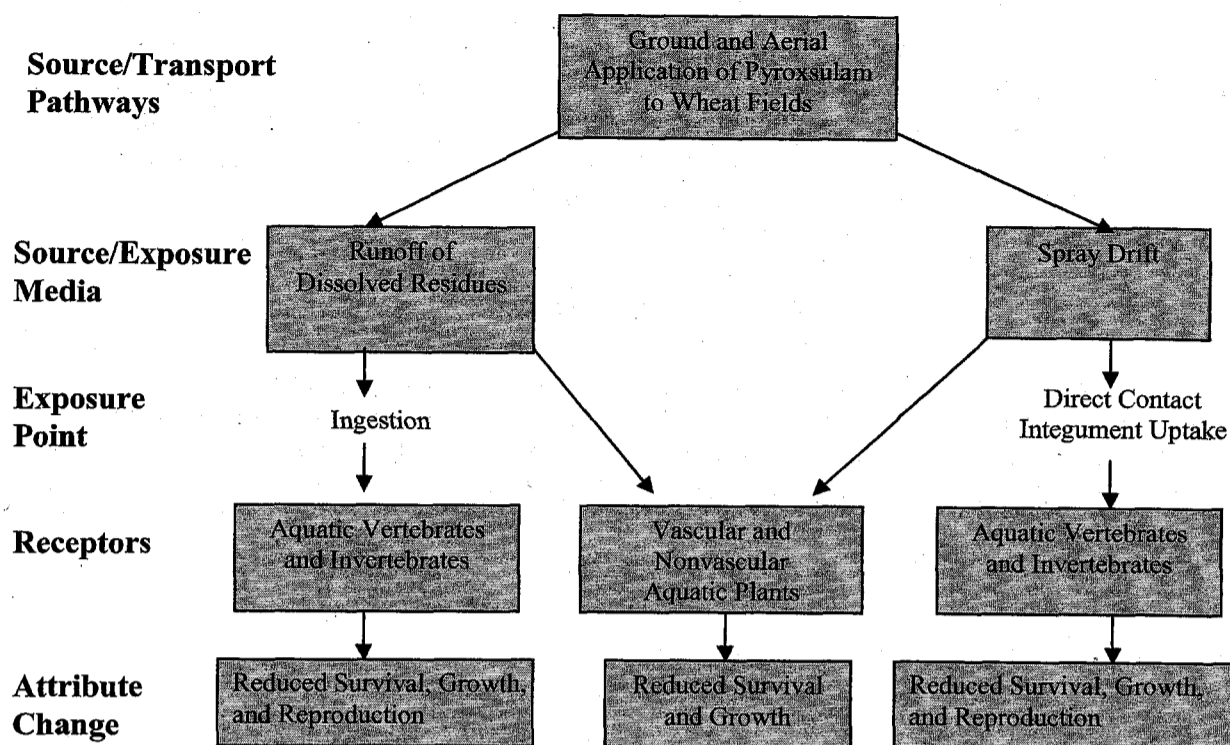 Source/Transport
Pathways
Ground and Aerial
Application of Pyroxsulam
to Wheat Fields
Source/Exposure
Media
Runoff of
Dissolved Residues
Spray Drift
Exposure
Point
Ingestion
Direct Contact
Integument Uptake
Receptors
Aquatic Vertebrates
and Invertebrates
Vascular and
Nonvascular
Aquatic Plants
Aquatic Vertebrates
and Invertebrates
Attribute
Change
Reduced Survival, Growth,
and Reproduction
Reduced Survival
and Growth
Reduced Survival, Growth,
and Reproduction